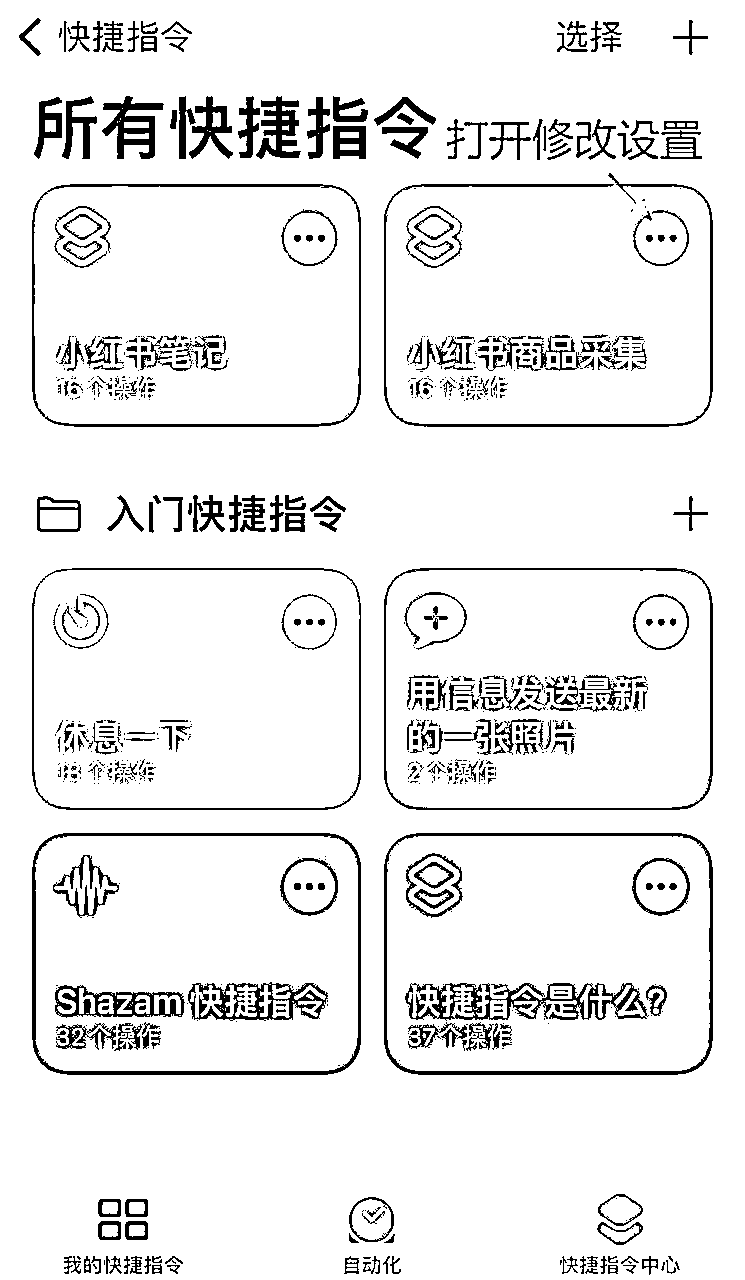 快捷指令 选择
所有快捷指令 打开修改设置
小红书笔记
16 个操作
小红书商品采集
16 个操作
入门快捷指令
休息一下
18 个操作
用信息发送最新
的一张照片
2 个操作
Shazam 快捷指令
32 个操作
快捷指令是什么?
37 个操作
我的快捷指令 自动化 快捷指令中心